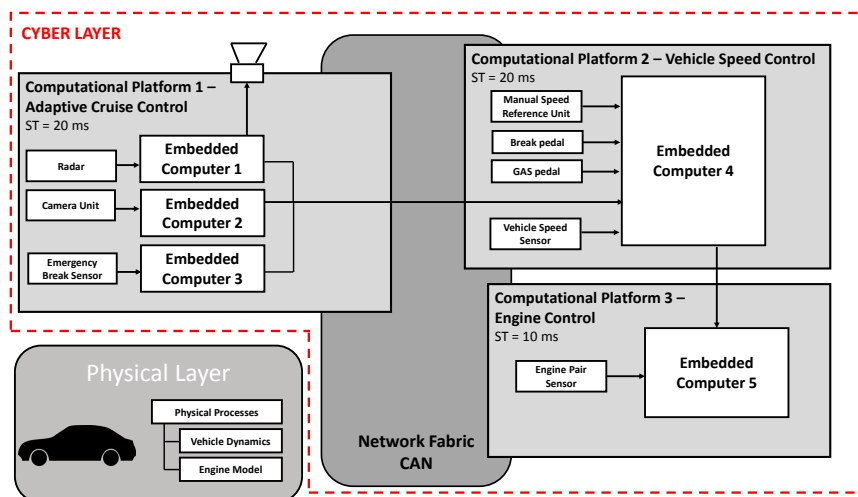 CYBER LAYER
Computational Platform 1 –
Adaptive Cruise Control
ST = 20 ms
Radar
Embedded
Computer 1
Camera Unit
Embedded
Computer 2
Emergency
Break Sensor
Embedded
Computer 3
Computational Platform 2 – Vehicle Speed Control
ST = 20 ms
Manual Speed
Reference Unit
Break pedal
GAS pedal
Vehicle Speed
Sensor
Embedded
Computer 4
Computational Platform 3 –
Engine Control
ST = 10 ms
Engine Pair
Sensor
Embedded
Computer 5
Physical Layer
Physical Processes
Vehicle Dynamics
Engine Model
Network Fabric
CAN